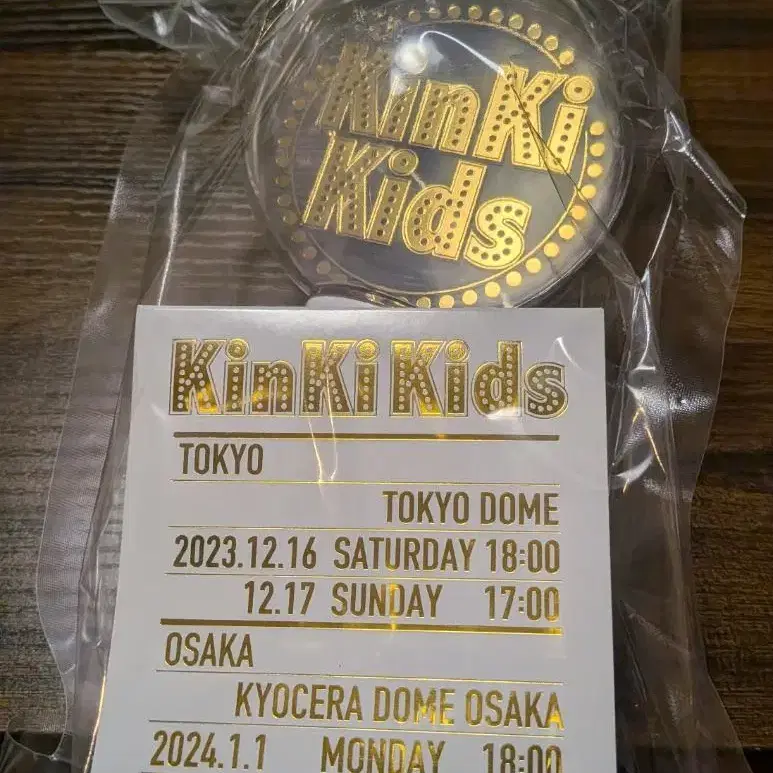 KinKi
Kids
KinKi Kids
TOKYO
TOKYO DOME
2023.12.16 SATURDAY 18:00
12.17 SUNDAY 17:00
OSAKA
KYOCERA DOME OSAKA
2024.1.1 MONDAY 18:00